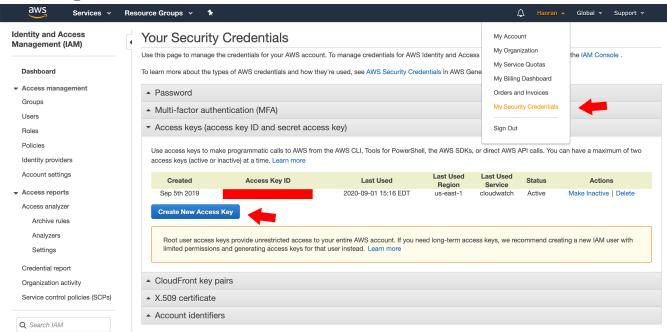 aws
Services
Resource Groups
Hanran
Global
Support
Identity and Access
Management (IAM)
Dashboard
Access management
Groups
Users
Roles
Policies
Identity providers
Account settings
Access reports
Access analyzer
Archive rules
Analyzers
Settings
Credential report
Organization activity
Service control policies (SCPs)
Search IAM
My Account
My Organization
My Service Quotas
My Billing Dashboard
Orders and Invoices
My Security Credentials
Sign Out
Your Security Credentials
Use this page to manage the credentials for your AWS account. To manage credentials for AWS Identity and Access the IAM Console .
To learn more about the types of AWS credentials and how they're used, see AWS Security Credentials in AWS Gene
Password
Multi-factor authentication (MFA)
Access keys (access key ID and secret access key)
Use access keys to make programmatic calls to AWS from the AWS CLI, Tools for PowerShell, the AWS SDKs, or direct AWS API calls. You can have a maximum of two
access keys (active or inactive) at a time. Learn more
Created Access Key ID Last Used Last Used Region Last Used Service Status Actions
Sep 5th 2019 2020-09-01 15:16 EDT us-east-1 cloudwatch Active Make Inactive | Delete
Create New Access Key
Root user access keys provide unrestricted access to your entire AWS account. If you need long-term access keys, we recommend creating a new IAM user with
limited permissions and generating access keys for that user instead. Learn more
CloudFront key pairs
X.509 certificate
Account identifiers